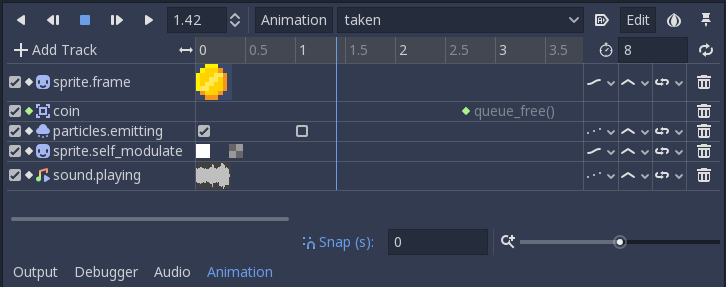 1.42 Animation taken Edit
Add Track 0 0.5 1 1.5 2 2.5 3 3.5 8
sprite.frame
coin queue_free()
particles.emitting
sprite.self_modulate
sound.playing
Snap (s): 0
Output Debugger Audio Animation